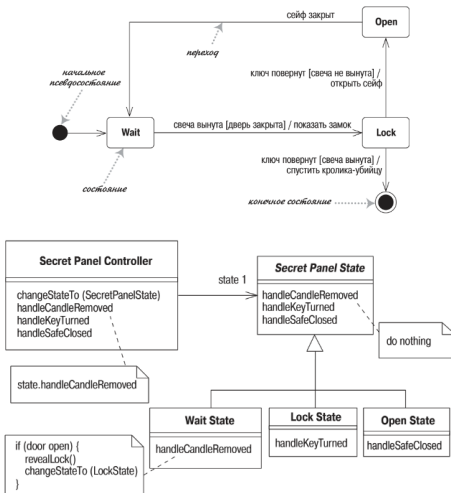 сейф закрыт
Open
переход
ключ повернут [свеча не вынута] /
открыть сейф
начальное
псевдосостояние
Wait
свеча вынута [дверь закрыта] / показать замок
Lock
ключ повернут [свеча вынута] /
спустить кролика-убийцу
состояние
конечное состояние
Secret Panel Controller
changeStateTo (SecretPanelState)
handleCandleRemoved
handleKeyTurned
handleSafeClosed
state 1
Secret Panel State
handleCandleRemoved
handleKeyTurned
handleSafeClosed
do nothing
state.handleCandleRemoved
Wait State
handleCandleRemoved
Lock State
handleKeyTurned
Open State
handleSafeClosed
if (door open) {
revealLock()
changeStateTo (LockState)
}